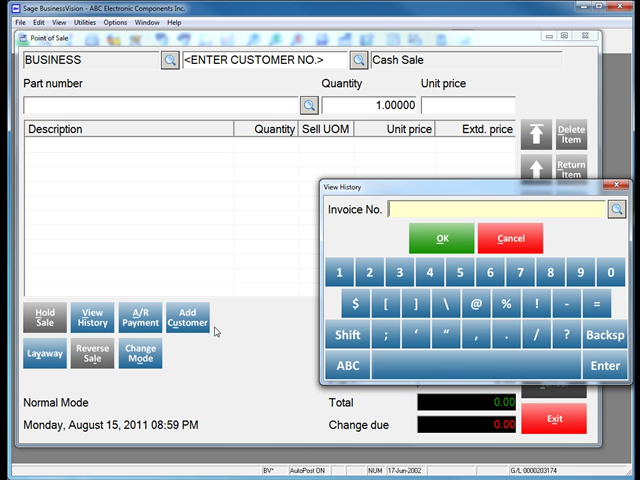 Sage BusinessVision - ABC Electronic Components Inc.
File Edit View Utilities Options Window Help
Point of Sale
BUSINESS <ENTER CUSTOMER NO.> Cash Sale
Part number Quantity Unit price
1.00000
Description Quantity Sell UOM Unit price Extd. price
Delete Item
Return Item
View History
Invoice No.
OK Cancel
1 2 3 4 5 6 7 8 9 0
$ [ ] \ @ % ! - =
Shift ; ‘ “ , . / ? Backsp
ABC Enter
Hold Sale View History A/R Payment Add Customer
Layaway Reverse Sale Change Mode
Normal Mode Total 0.00
Monday, August 15, 2011 08:59 PM Change due 0.00
Exit
BV* AutoPost ON NUM 17-Jun-2002 G/L 0000203174